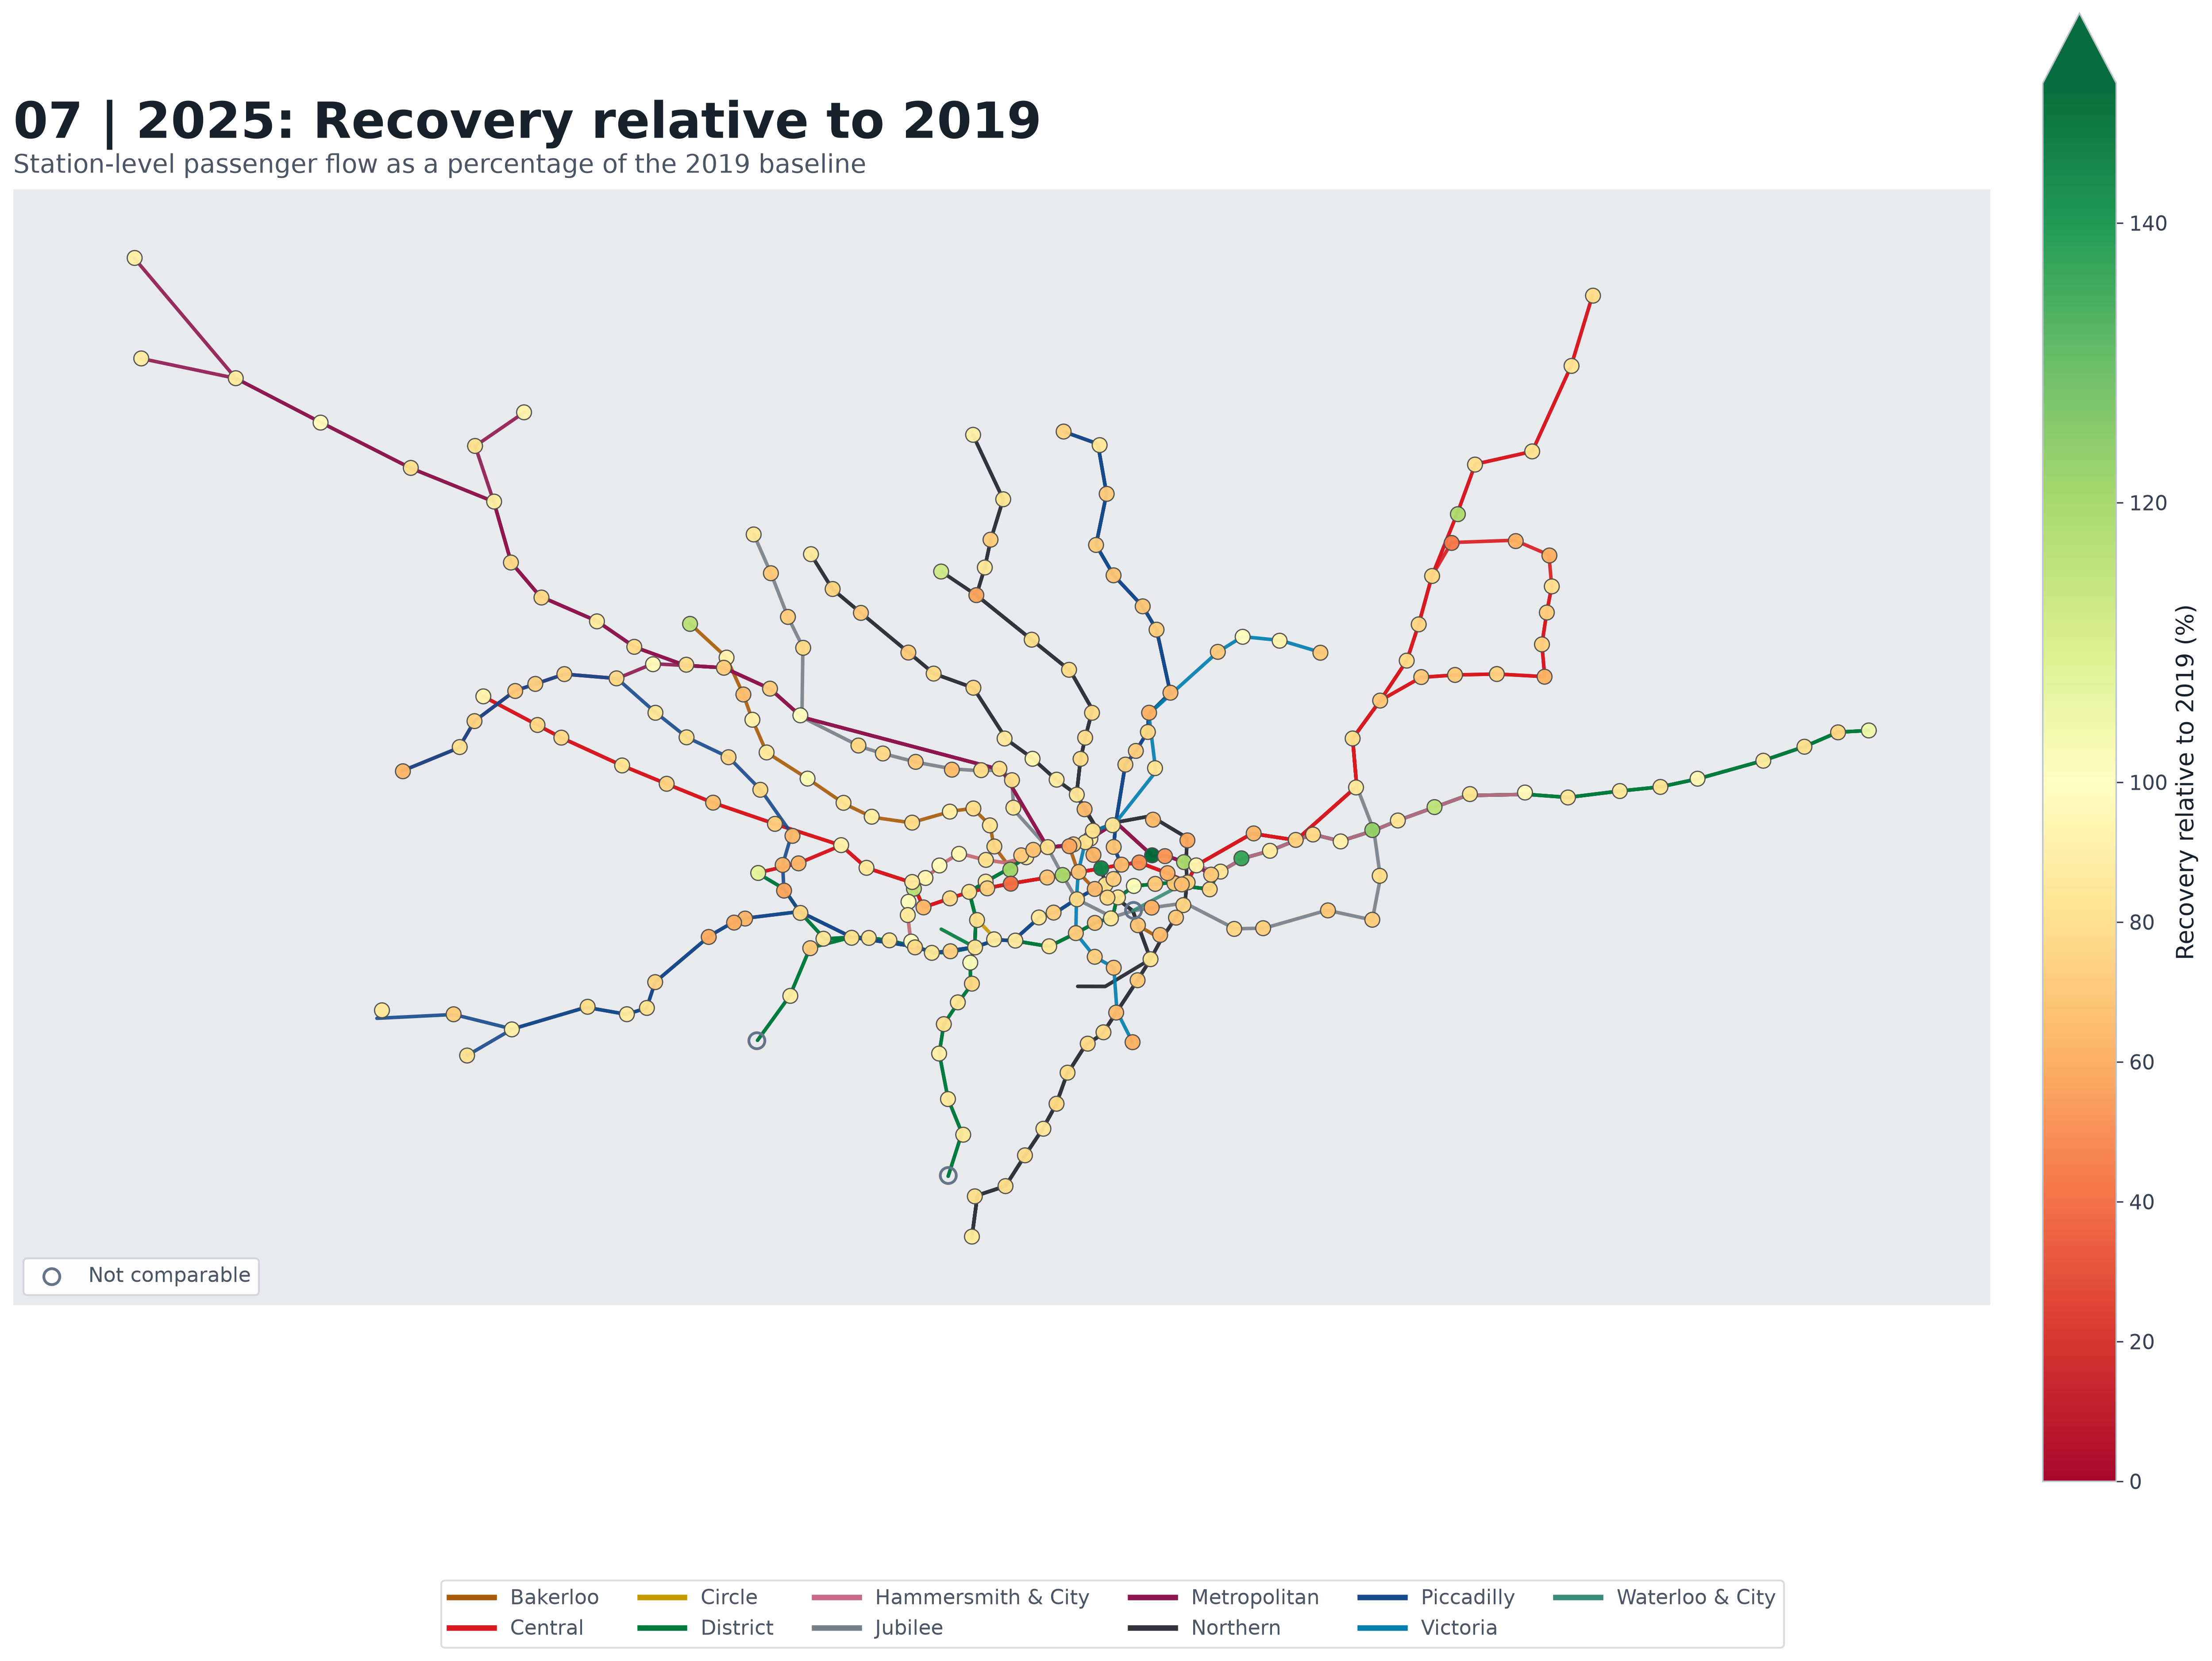 07 | 2025: Recovery relative to 2019
Station-level passenger flow as a percentage of the 2019 baseline
140
120
100
80
60
40
20
0
Recovery relative to 2019 (%)
Not comparable
Bakerloo
Central
Circle
District
Hammersmith & City
Jubilee
Metropolitan
Northern
Piccadilly
Victoria
Waterloo & City